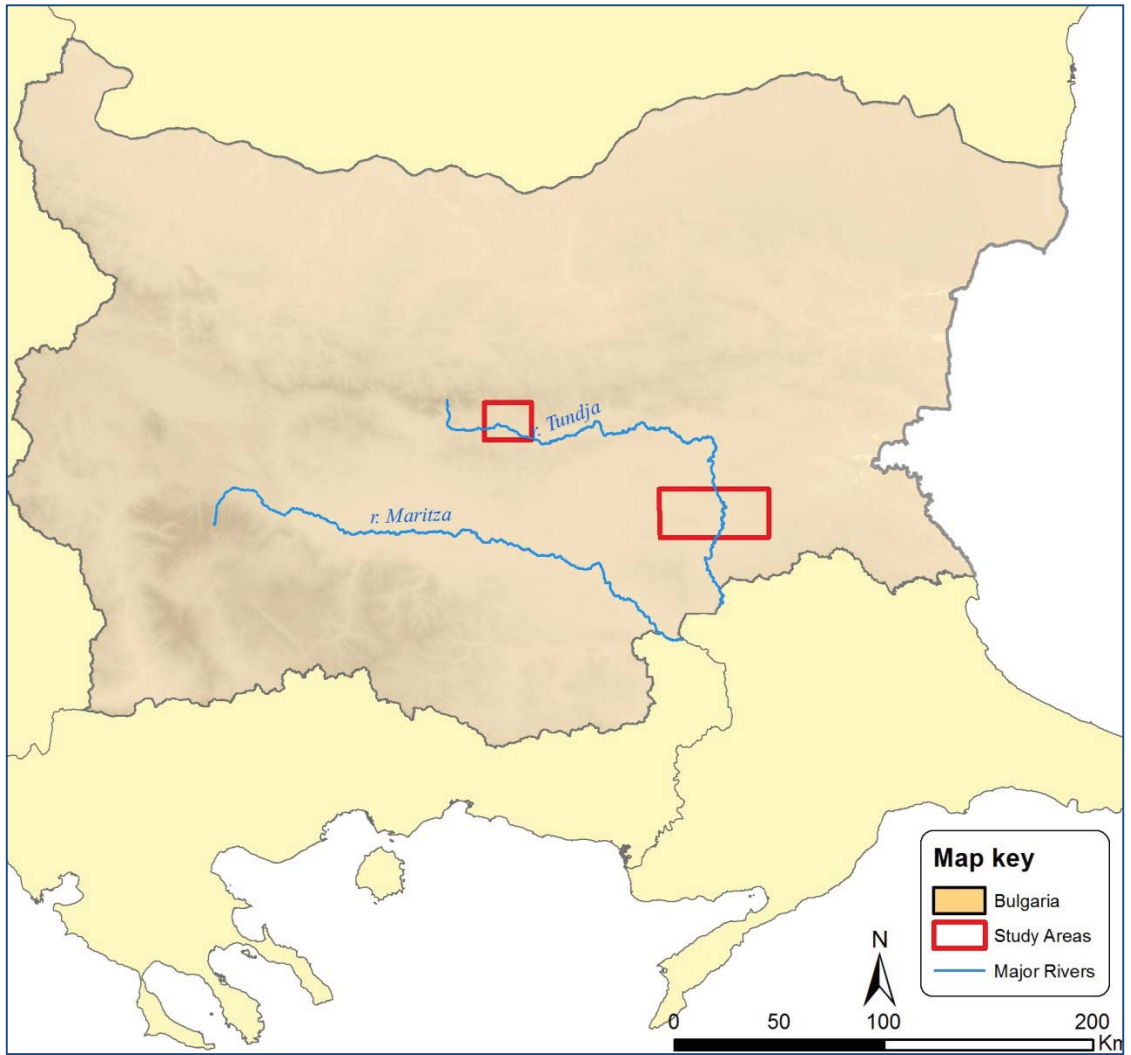 r. Tundja
r. Maritza
Map key
Bulgaria
Study Areas
Major Rivers
N
0 50 100 200
Km